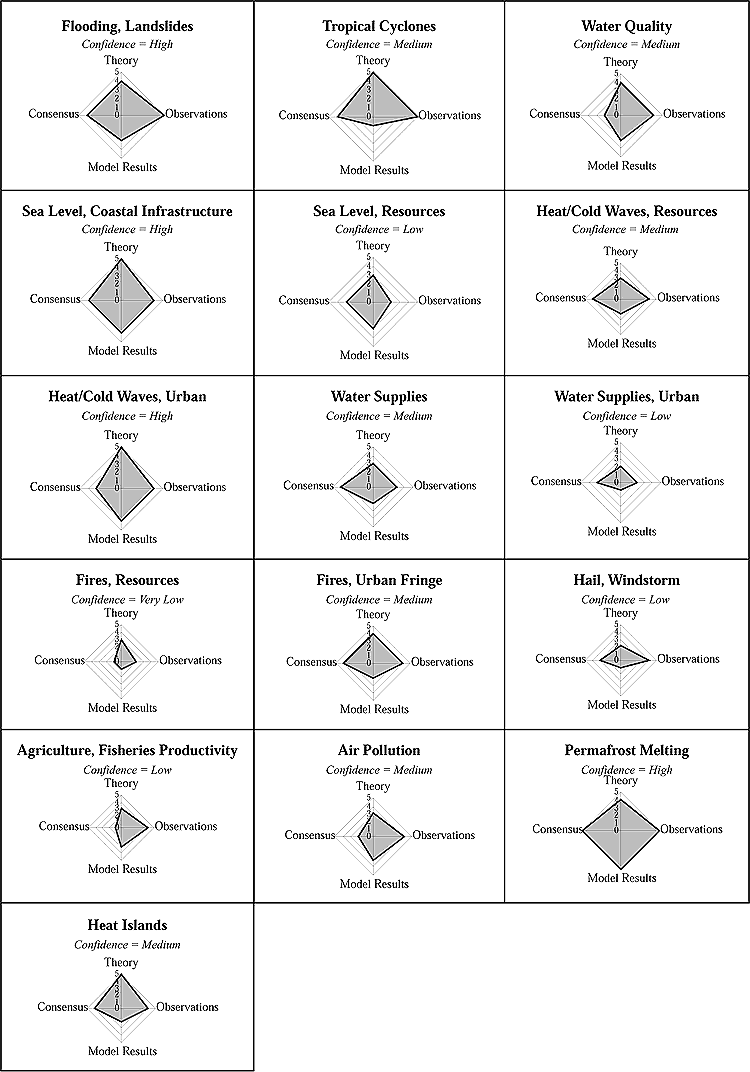 Flooding, Landslides
Confidence = High
Theory
5
4
3
2
1
0
Consensus
Observations
Model Results
Tropical Cyclones
Confidence = Medium
Theory
5
4
3
2
1
0
Consensus
Observations
Model Results
Water Quality
Confidence = Medium
Theory
5
4
3
2
1
0
Consensus
Observations
Model Results
Sea Level, Coastal Infrastructure
Confidence = High
Theory
5
4
3
2
1
0
Consensus
Observations
Model Results
Sea Level, Resources
Confidence = Low
Theory
5
4
3
2
1
0
Consensus
Observations
Model Results
Heat/Cold Waves, Resources
Confidence = Medium
Theory
5
4
3
2
1
0
Consensus
Observations
Model Results
Heat/Cold Waves, Urban
Confidence = High
Theory
5
4
3
2
1
0
Consensus
Observations
Model Results
Water Supplies
Confidence = Medium
Theory
5
4
3
2
1
0
Consensus
Observations
Model Results
Water Supplies, Urban
Confidence = Low
Theory
5
4
3
2
1
0
Consensus
Observations
Model Results
Fires, Resources
Confidence = Very Low
Theory
5
4
3
2
1
0
Consensus
Observations
Model Results
Fires, Urban Fringe
Confidence = Medium
Theory
5
4
3
2
1
0
Consensus
Observations
Model Results
Hail, Windstorm
Confidence = Low
Theory
5
4
3
2
1
0
Consensus
Observations
Model Results
Agriculture, Fisheries Productivity
Confidence = Low
Theory
5
4
3
2
1
0
Consensus
Observations
Model Results
Air Pollution
Confidence = Medium
Theory
5
4
3
2
1
0
Consensus
Observations
Model Results
Permafrost Melting
Confidence = High
Theory
5
4
3
2
1
0
Consensus
Observations
Model Results
Heat Islands
Confidence = Medium
Theory
5
4
3
2
1
0
Consensus
Observations
Model Results